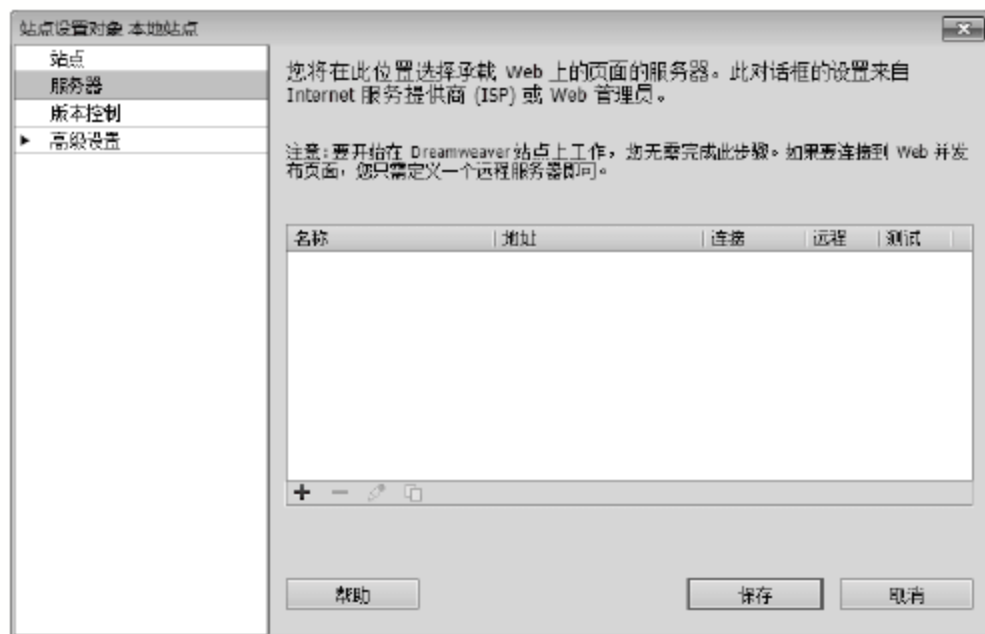 站点设置对象 本地站点
站点
服务器
版本控制
高级设置
您将在此位置选择承载 Web 上的页面的服务器。此对话框的设置来自
Internet 服务提供商 (ISP) 或 Web 管理员。
注意:要开始在 Dreamweaver 站点上工作,您无需完成此步骤。如果要连接到 Web 并发
布页面,您只需定义一个远程服务器即可。
名称 地址 连接 远程 测试
帮助 保存 取消